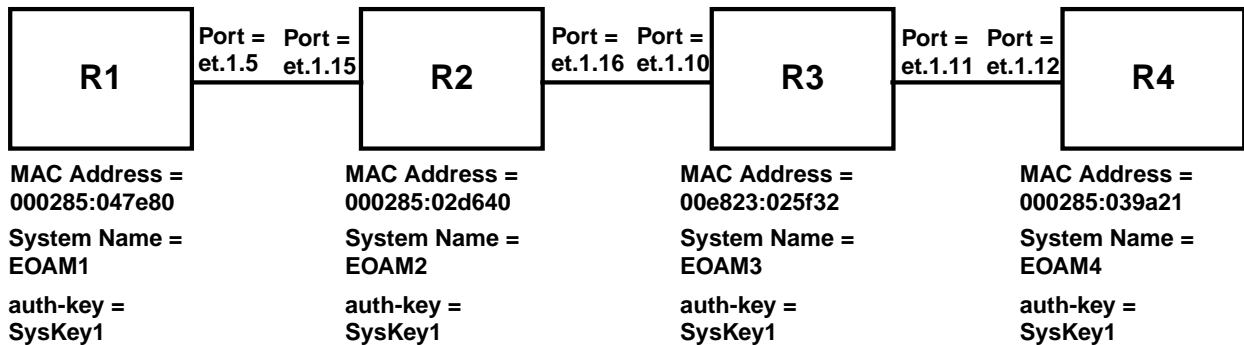 R1
Port =
et.1.5
Port =
et.1.15
R2
Port =
et.1.16
Port =
et.1.10
R3
Port =
et.1.11
Port =
et.1.12
R4
MAC Address =
000285:047e80
System Name =
EOAM1
auth-key =
SysKey1
MAC Address =
000285:02d640
System Name =
EOAM2
auth-key =
SysKey1
MAC Address =
00e823:025f32
System Name =
EOAM3
auth-key =
SysKey1
MAC Address =
000285:039a21
System Name =
EOAM4
auth-key =
SysKey1